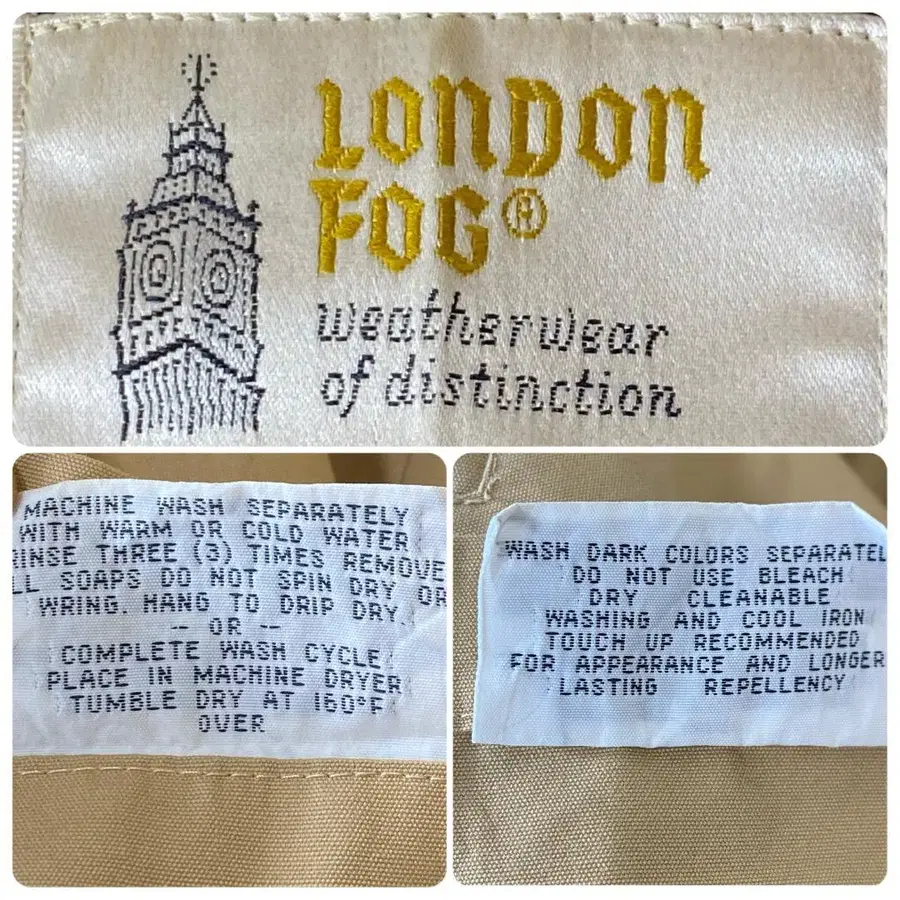 LONDON
FOG®
weatherwear
of distinction
MACHINE WASH SEPARATELY
WITH WARM OR COLD WATER
RINSE THREE (3) TIMES REMOVE
LL SOAPS DO NOT SPIN DRY OR
WRING. HANG TO DRIP DRY.
-- OR --
COMPLETE WASH CYCLE
PLACE IN MACHINE DRYER
TUMBLE DRY AT 160°F
OVER
WASH DARK COLORS SEPARATEL
DO NOT USE BLEACH
DRY CLEANABLE
WASHING AND COOL IRON
TOUCH UP RECOMMENDED
FOR APPEARANCE AND LONGER
LASTING REPELLENCY